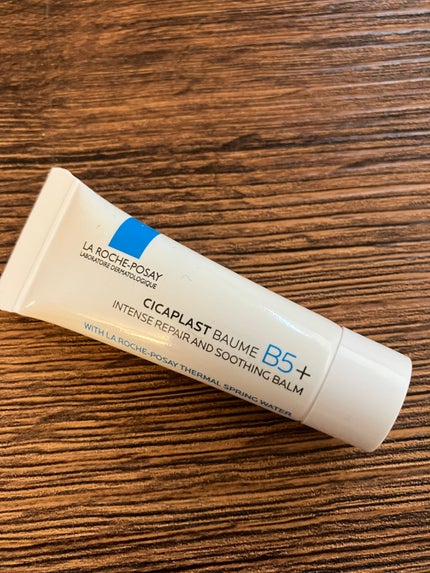 LA ROCHE-POSAY
LABORATOIRE DERMATOLOGIQUE
CICAPLAST BAUME B5+
INTENSE REPAIR AND SOOTHING BALM
WITH LA ROCHE-POSAY THERMAL SPRING WATER